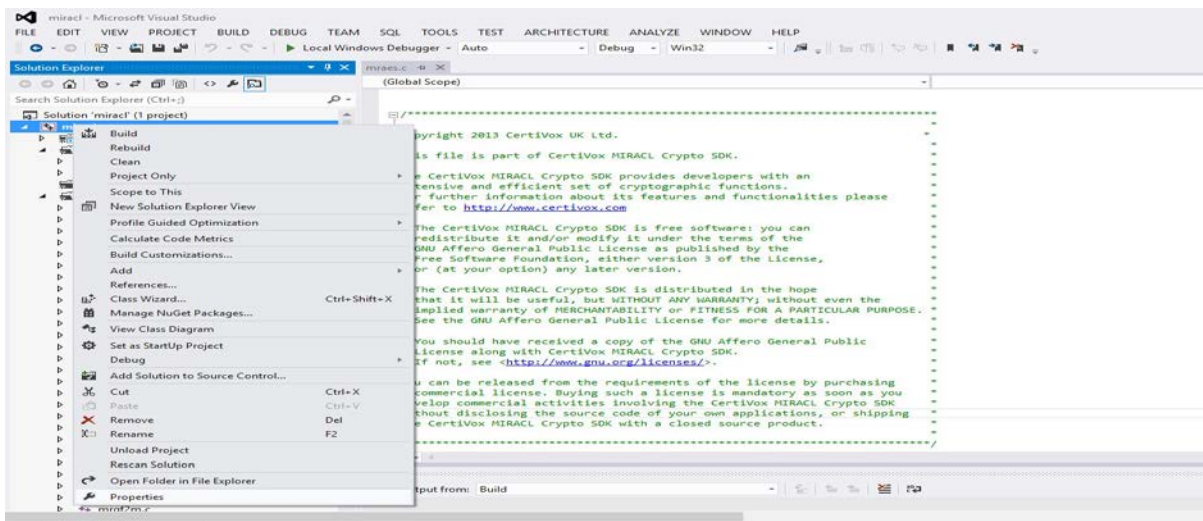 miracl - Microsoft Visual Studio
FILE EDIT VIEW PROJECT BUILD DEBUG TEAM SQL TOOLS TEST ARCHITECTURE ANALYZE WINDOW HELP
Local Windows Debugger Auto Debug Win32
Solution Explorer
mraes.c
(Global Scope)
Search Solution Explorer (Ctrl+;)
Solution 'miracl' (1 project)
Build
Rebuild
Clean
Project Only
Scope to This
New Solution Explorer View
Profile Guided Optimization
Calculate Code Metrics
Build Customizations...
Add
References...
Class Wizard... Ctrl+Shift+X
Manage NuGet Packages...
View Class Diagram
Set as StartUp Project
Debug
Add Solution to Source Control...
Cut Ctrl+X
Paste Ctrl+V
Remove Del
Rename F2
Unload Project
Rescan Solution
Open Folder in File Explorer
Properties
mrgf2m.c
pyright 2013 CertiVox UK Ltd.
is file is part of CertiVox MIRACL Crypto SDK.
e CertiVox MIRACL Crypto SDK provides developers with an
tensive and efficient set of cryptographic functions.
r further information about its features and functionalities please
fer to http://www.certivox.com
The CertiVox MIRACL Crypto SDK is free software: you can
redistribute it and/or modify it under the terms of the
GNU Affero General Public License as published by the
Free Software Foundation, either version 3 of the License,
or (at your option) any later version.
The CertiVox MIRACL Crypto SDK is distributed in the hope
that it will be useful, but WITHOUT ANY WARRANTY; without even the
implied warranty of MERCHANTABILITY or FITNESS FOR A PARTICULAR PURPOSE.
See the GNU Affero General Public License for more details.
You should have received a copy of the GNU Affero General Public
License along with CertiVox MIRACL Crypto SDK.
If not, see <http://www.gnu.org/licenses/>.
u can be released from the requirements of the license by purchasing
commercial license. Buying such a license is mandatory as soon as you
velop commercial activities involving the CertiVox MIRACL Crypto SDK
thout disclosing the source code of your own applications, or shipping
e CertiVox MIRACL Crypto SDK with a closed source product.
tput from: Build